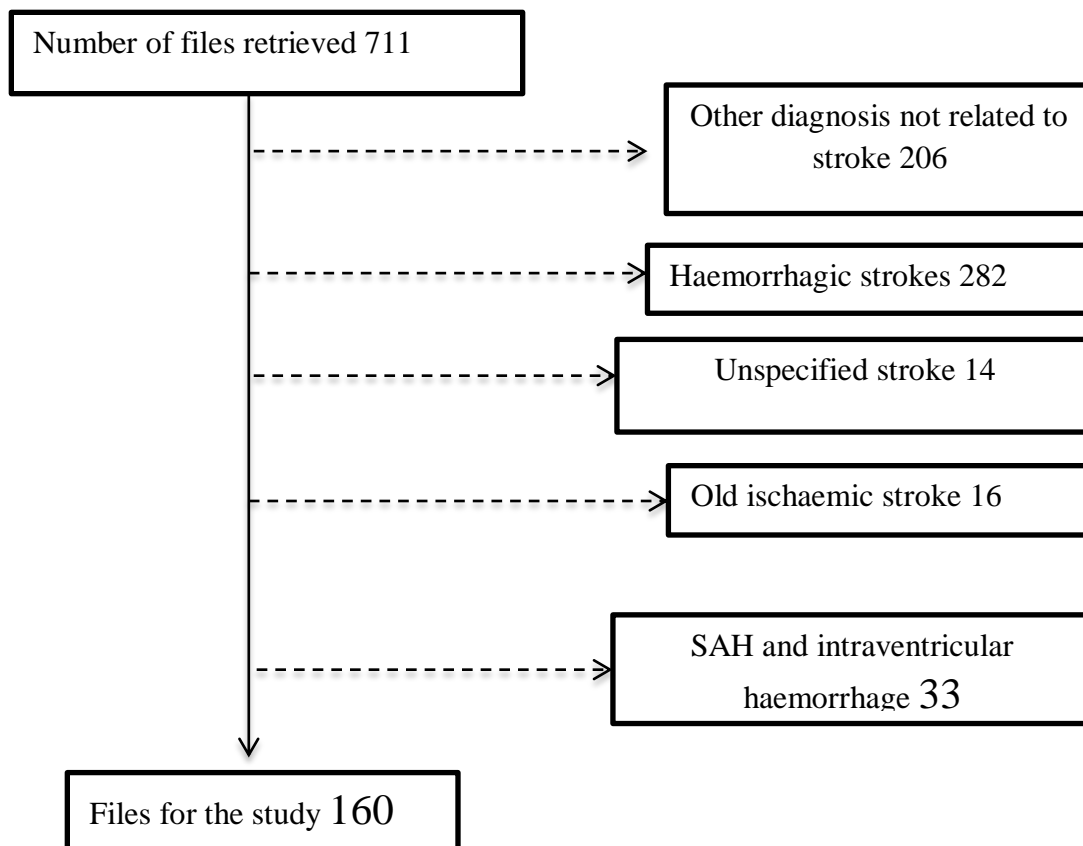 Number of files retrieved 711
Other diagnosis not related to
stroke 206
Haemorrhagic strokes 282
Unspecified stroke 14
Old ischaemic stroke 16
SAH and intraventricular
haemorrhage 33
Files for the study 160